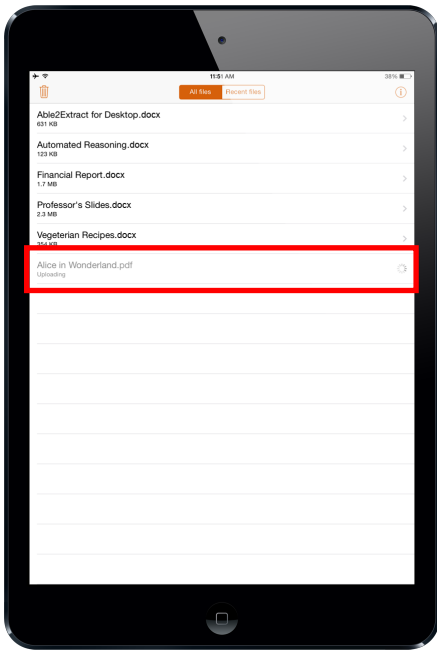 11:51 AM
38%
All files
Recent files
Able2Extract for Desktop.docx
631 KB
Automated Reasoning.docx
123 KB
Financial Report.docx
1.7 MB
Professor's Slides.docx
2.3 MB
Vegeterian Recipes.docx
354 KB
Alice in Wonderland.pdf
Uploading